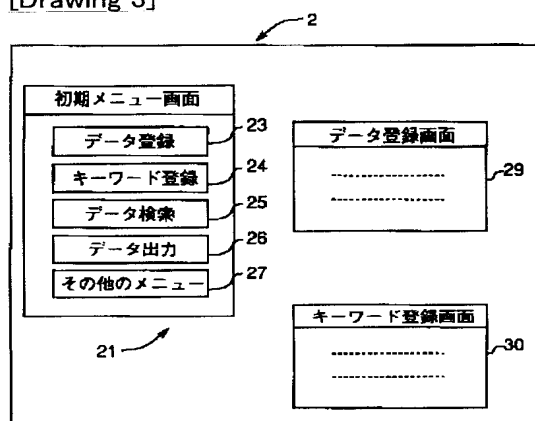 [Drawing 3]
2
初期メニュー画面
データ登録
23
キーワード登録
24
データ検索
25
データ出力
26
その他のメニュー
27
21
データ登録画面
29
キーワード登録画面
30